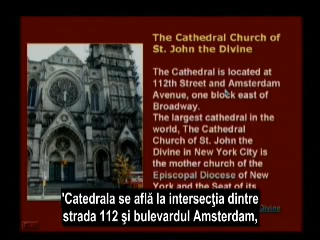 The Cathedral Church of
St. John the Divine
The Cathedral is located at
112th Street and Amsterdam
Avenue, one block east of
Broadway.
The largest cathedral in the
world, The Cathedral
Church of St. John the
Divine in New York City is
the mother church of the
Episcopal Diocese of New
York and the Seat of its
Divine
'Catedrala se află la intersecţia dintre
strada 112 şi bulevardul Amsterdam,